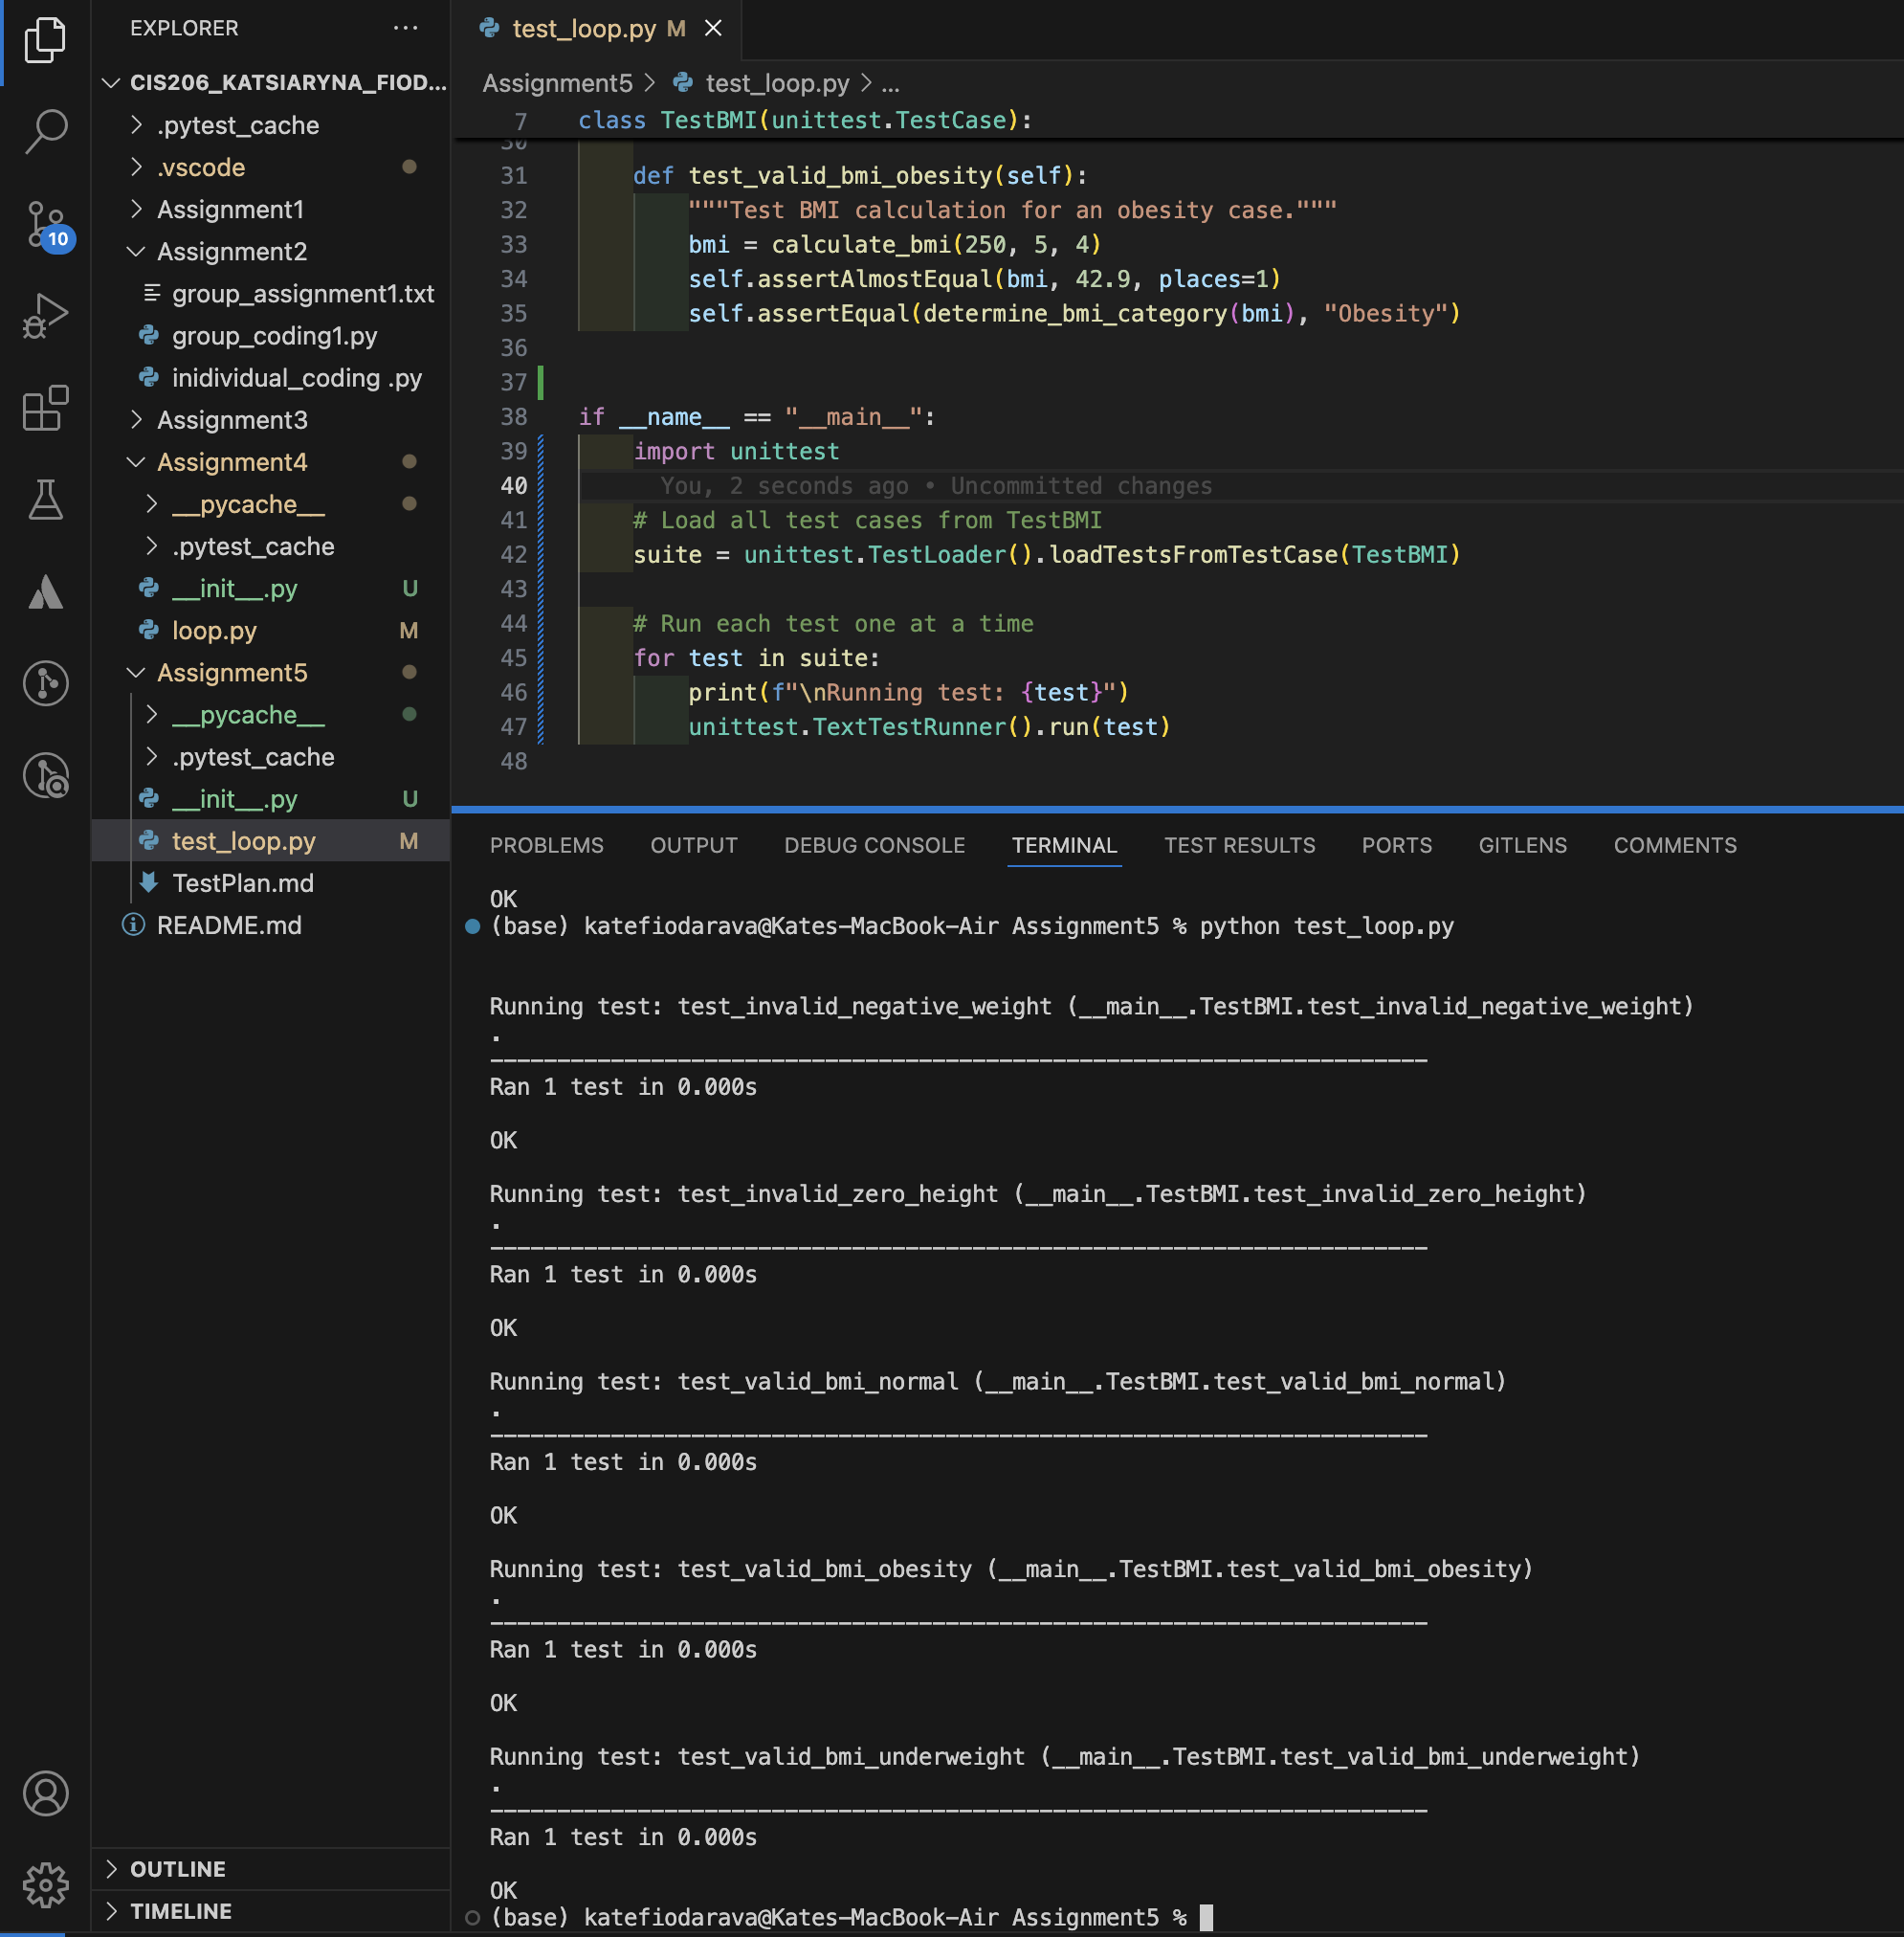 EXPLORER
CIS206_KATSIARYNA_FIOD...
.pytest_cache
.vscode
Assignment1
10
Assignment2
group_assignment1.txt
group_coding1.py
inidividual_coding .py
Assignment3
Assignment4
__pycache__
.pytest_cache
__init__.py U
loop.py M
Assignment5
__pycache__
.pytest_cache
__init__.py U
test_loop.py M
TestPlan.md
README.md
OUTLINE
TIMELINE
test_loop.py M
Assignment5 > test_loop.py > ...
7 class TestBMI(unittest.TestCase):
30
31 def test_valid_bmi_obesity(self):
32 """Test BMI calculation for an obesity case."""
33 bmi = calculate_bmi(250, 5, 4)
34 self.assertAlmostEqual(bmi, 42.9, places=1)
35 self.assertEqual(determine_bmi_category(bmi), "Obesity")
36
37
38 if __name__ == "__main__":
39 import unittest
40 You, 2 seconds ago • Uncommitted changes
41 # Load all test cases from TestBMI
42 suite = unittest.TestLoader().loadTestsFromTestCase(TestBMI)
43
44 # Run each test one at a time
45 for test in suite:
46 print(f"\nRunning test: {test}")
47 unittest.TextTestRunner().run(test)
48
PROBLEMS OUTPUT DEBUG CONSOLE TERMINAL TEST RESULTS PORTS GITLENS COMMENTS
OK
(base) katefiodarava@Kates-MacBook-Air Assignment5 % python test_loop.py
Running test: test_invalid_negative_weight (__main__.TestBMI.test_invalid_negative_weight)
.
----------------------------------------------------------------------
Ran 1 test in 0.000s
OK
Running test: test_invalid_zero_height (__main__.TestBMI.test_invalid_zero_height)
.
----------------------------------------------------------------------
Ran 1 test in 0.000s
OK
Running test: test_valid_bmi_normal (__main__.TestBMI.test_valid_bmi_normal)
.
----------------------------------------------------------------------
Ran 1 test in 0.000s
OK
Running test: test_valid_bmi_obesity (__main__.TestBMI.test_valid_bmi_obesity)
.
----------------------------------------------------------------------
Ran 1 test in 0.000s
OK
Running test: test_valid_bmi_underweight (__main__.TestBMI.test_valid_bmi_underweight)
.
----------------------------------------------------------------------
Ran 1 test in 0.000s
OK
(base) katefiodarava@Kates-MacBook-Air Assignment5 %